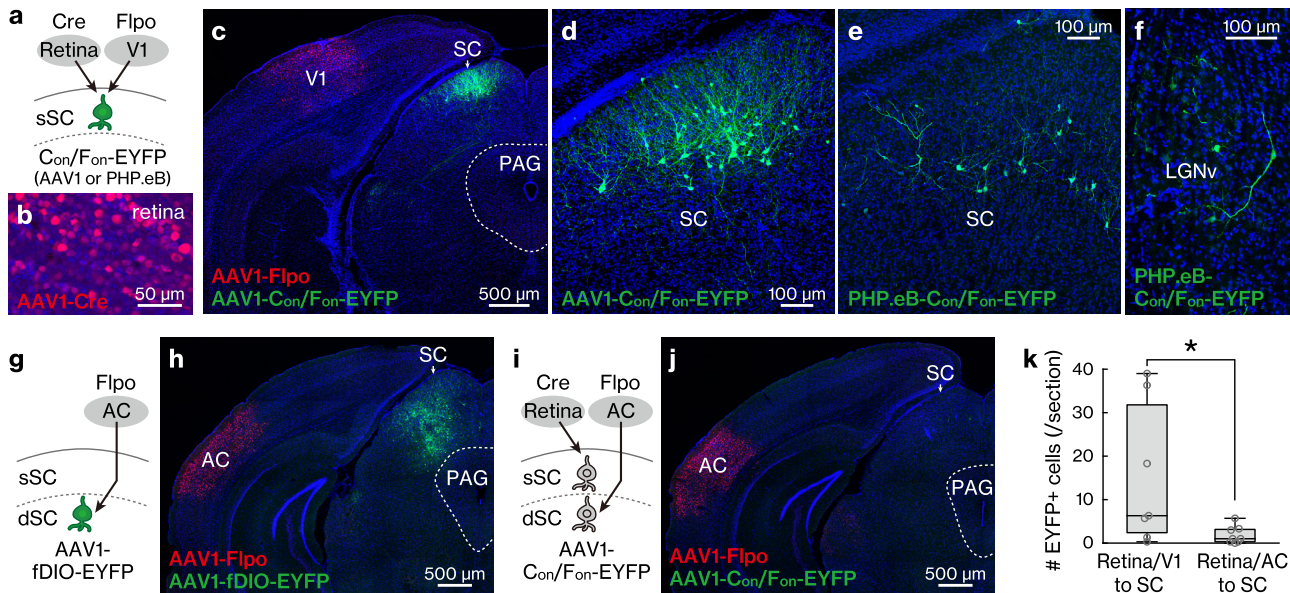 a
Cre Flpo
Retina V1
sSC
Con/Fon-EYFP
(AAV1 or PHP.eB)
b
retina
AAV1-Cre
50 µm
c
SC
V1
PAG
AAV1-Flpo
AAV1-Con/Fon-EYFP
500 µm
d
SC
AAV1-Con/Fon-EYFP
100 µm
e
100 µm
SC
PHP.eB-Con/Fon-EYFP
f
100 µm
LGNv
PHP.eB-
Con/Fon-EYFP
g
Flpo
AC
sSC
dSC
AAV1-
fDIO-EYFP
h
SC
AC
PAG
AAV1-Flpo
AAV1-fDIO-EYFP
500 µm
i
Cre Flpo
Retina AC
sSC
dSC
AAV1-
Con/Fon-EYFP
j
SC
AC
PAG
AAV1-Flpo
AAV1-Con/Fon-EYFP
500 µm
k
*
# EYFP+ cells (/section)
40
30
20
10
0
Retina/V1
to SC
Retina/AC
to SC